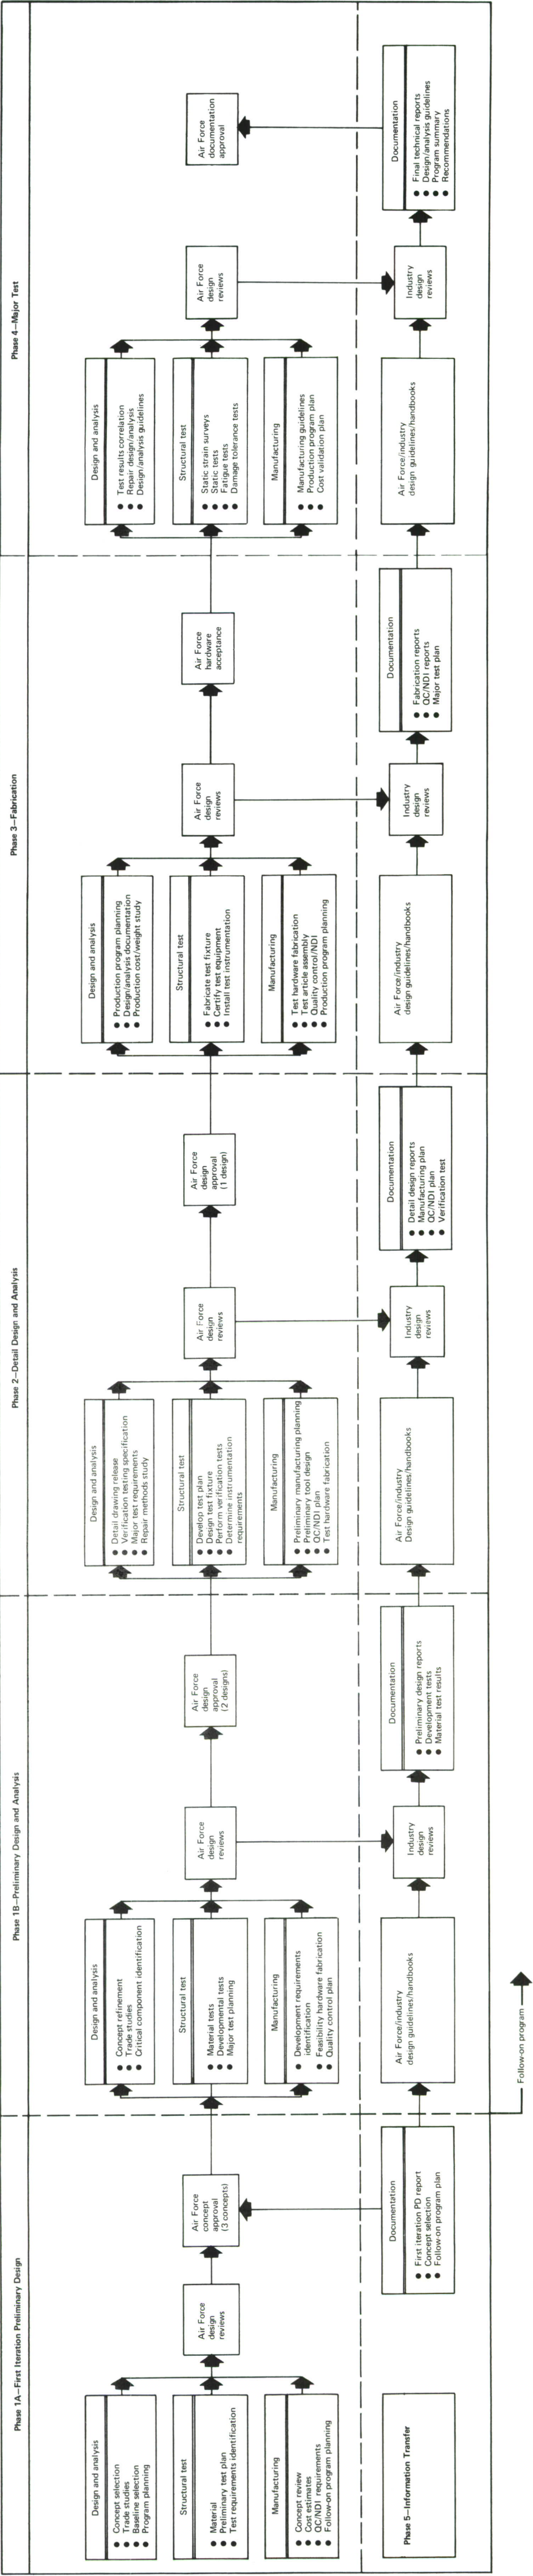 Phase 1A—First Iteration Preliminary Design
Design and analysis
● Concept selection
● Trade studies
● Baseline selection
● Program planning
Structural test
● Material
● Preliminary test plan
● Test requirements identification
Manufacturing
● Concept review
● Cost estimates
● QC/NDI requirements
● Follow-on program planning
Air Force
design
reviews
Air Force
concept
approval
(3 concepts)
Phase 5—Information Transfer
Documentation
● First iteration PD report
● Concept selection
● Follow-on program plan
Follow-on program
Phase 1B—Preliminary Design and Analysis
Design and analysis
● Concept refinement
● Trade studies
● Critical component identification
Structural test
● Material tests
● Developmental tests
● Major test planning
Manufacturing
● Development requirements
identification
● Feasibility hardware fabrication
● Quality control plan
Air Force
design
reviews
Air Force
design
approval
(2 designs)
Air Force/industry
design guidelines/handbooks
Industry
design
reviews
Documentation
● Preliminary design reports
● Development tests
● Material test results
Phase 2—Detail Design and Analysis
Design and analysis
● Detail drawing release
● Verification testing specification
● Major test requirements
● Repair methods study
Structural test
● Develop test plan
● Design test fixture
● Perform verification tests
● Determine instrumentation
requirements
Manufacturing
● Preliminary manufacturing planning
● Preliminary tool design
● QC/NDI plan
● Test hardware fabrication
Air Force
design
reviews
Air Force
design
approval
(1 design)
Air Force/industry
Design guidelines/handbooks
Industry
design
reviews
Documentation
● Detail design reports
● Manufacturing plan
● QC/NDI plan
● Verification test
Phase 3—Fabrication
Design and analysis
● Production program planning
● Design/analysis documentation
● Production cost/weight study
Structural test
● Fabricate test fixture
● Certify test equipment
● Install test instrumentation
Manufacturing
● Test hardware fabrication
● Test article assembly
● Quality control/NDI
● Production program planning
Air Force
design
reviews
Air Force
hardware
acceptance
Air Force/industry
design guidelines/handbooks
Industry
design
reviews
Documentation
● Fabrication reports
● QC/NDI reports
● Major test plan
Phase 4—Major Test
Design and analysis
● Test results correlation
● Repair design/analysis
● Design/analysis guidelines
Structural test
● Static strain surveys
● Static tests
● Fatigue tests
● Damage tolerance tests
Manufacturing
● Manufacturing guidelines
● Production program plan
● Cost validation plan
Air Force
design
reviews
Air Force
documentation
approval
Air Force/industry
design guidelines/handbooks
Industry
design
reviews
Documentation
● Final technical reports
● Design/analysis guidelines
● Program summary
● Recommendations